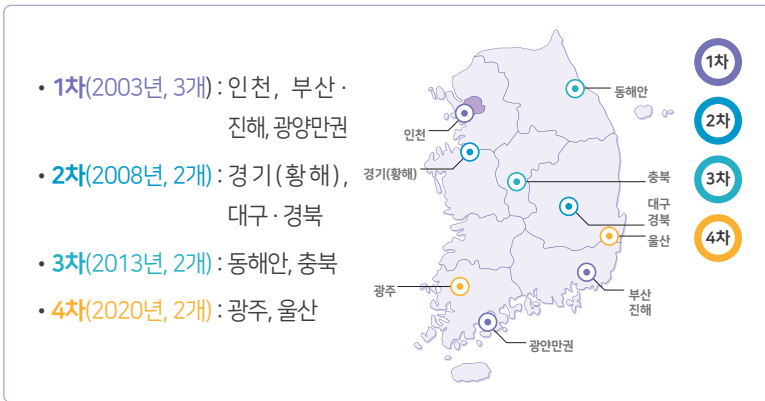 • 1차(2003년, 3개) : 인천, 부산 ·
진해, 광양만권
• 2차(2008년, 2개) : 경기(황해),
대구 · 경북
• 3차(2013년, 2개) : 동해안, 충북
• 4차(2020년, 2개) : 광주, 울산
동해안
인천
경기(황해)
충북
대구
경북
울산
광주
부산
진해
광양만권
1차
2차
3차
4차